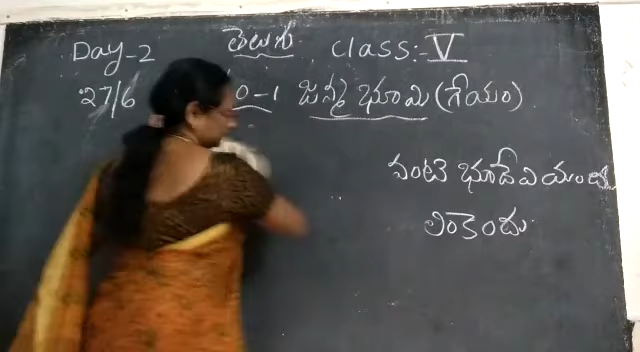 Day-2 తెలుగు class:- V
27/6 0-1 జన్మ భూమి (గేయం)
వంటి భూదేవి యందు
లింకెందు